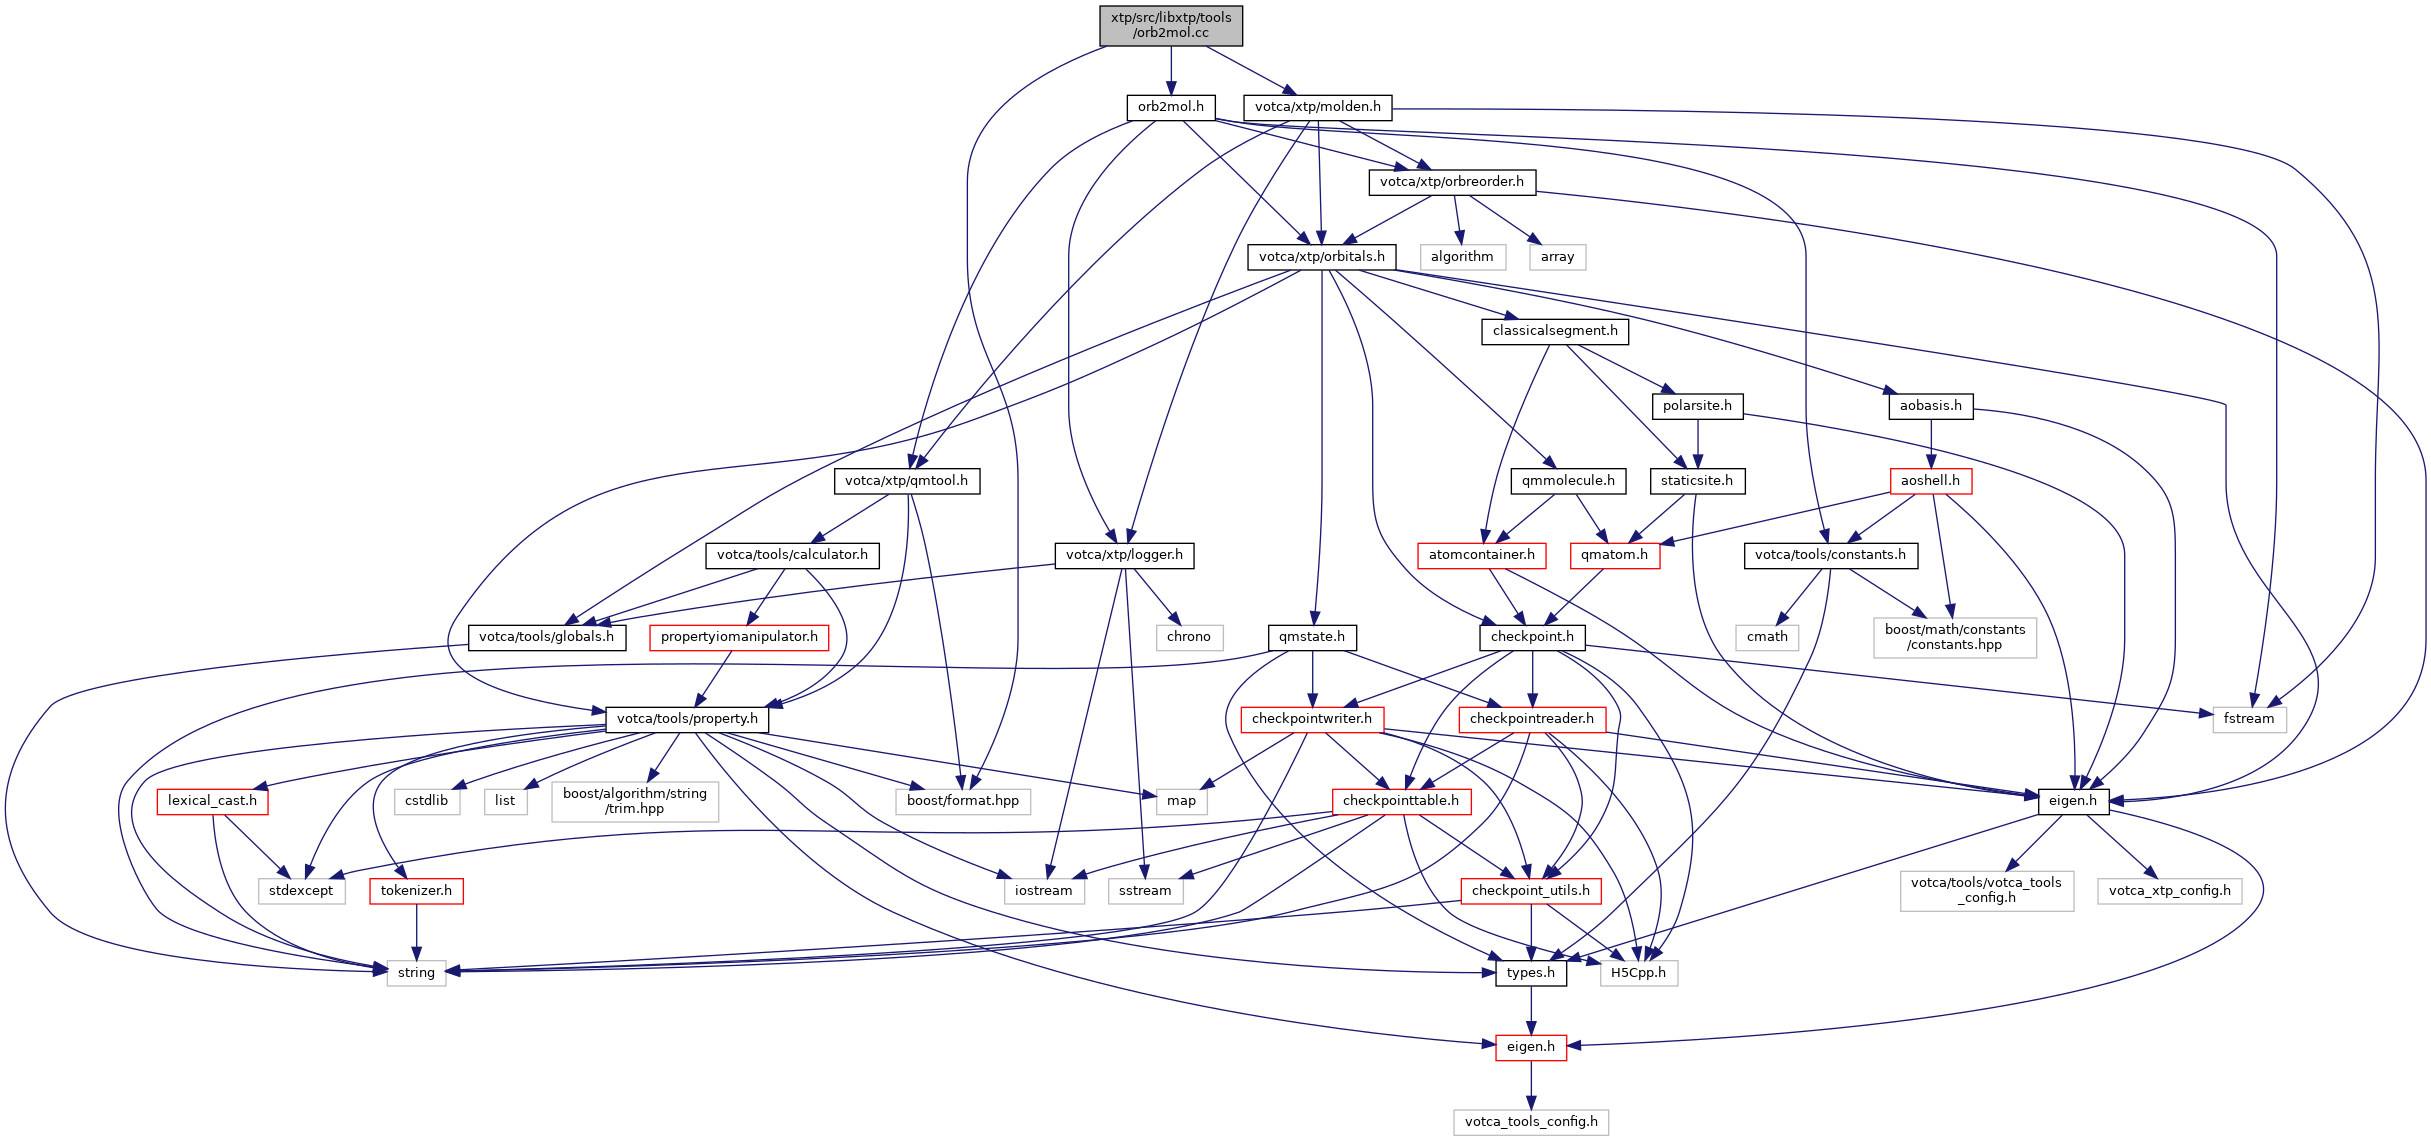 xtp/src/libxtp/tools
/orb2mol.cc
orb2mol.h
votca/xtp/molden.h
votca/xtp/orbreorder.h
votca/xtp/orbitals.h
algorithm
array
classicalsegment.h
polarsite.h
aobasis.h
votca/xtp/qmtool.h
qmmolecule.h
staticsite.h
aoshell.h
votca/tools/calculator.h
votca/xtp/logger.h
atomcontainer.h
qmatom.h
votca/tools/constants.h
votca/tools/globals.h
propertyiomanipulator.h
chrono
qmstate.h
checkpoint.h
cmath
boost/math/constants
/constants.hpp
votca/tools/property.h
checkpointwriter.h
checkpointreader.h
fstream
lexical_cast.h
cstdlib
list
boost/algorithm/string
/trim.hpp
boost/format.hpp
map
checkpointtable.h
eigen.h
stdexcept
tokenizer.h
iostream
sstream
checkpoint_utils.h
votca/tools/votca_tools
_config.h
votca_xtp_config.h
string
types.h
H5Cpp.h
eigen.h
votca_tools_config.h